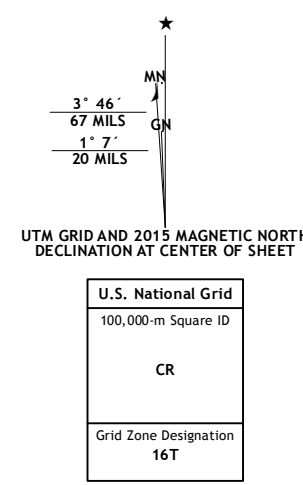 MN
3° 46´
67 MILS
GN
1° 7´
20 MILS
UTM GRID AND 2015 MAGNETIC NORTH
DECLINATION AT CENTER OF SHEET
U.S. National Grid
100,000-m Square ID
CR
Grid Zone Designation
16T